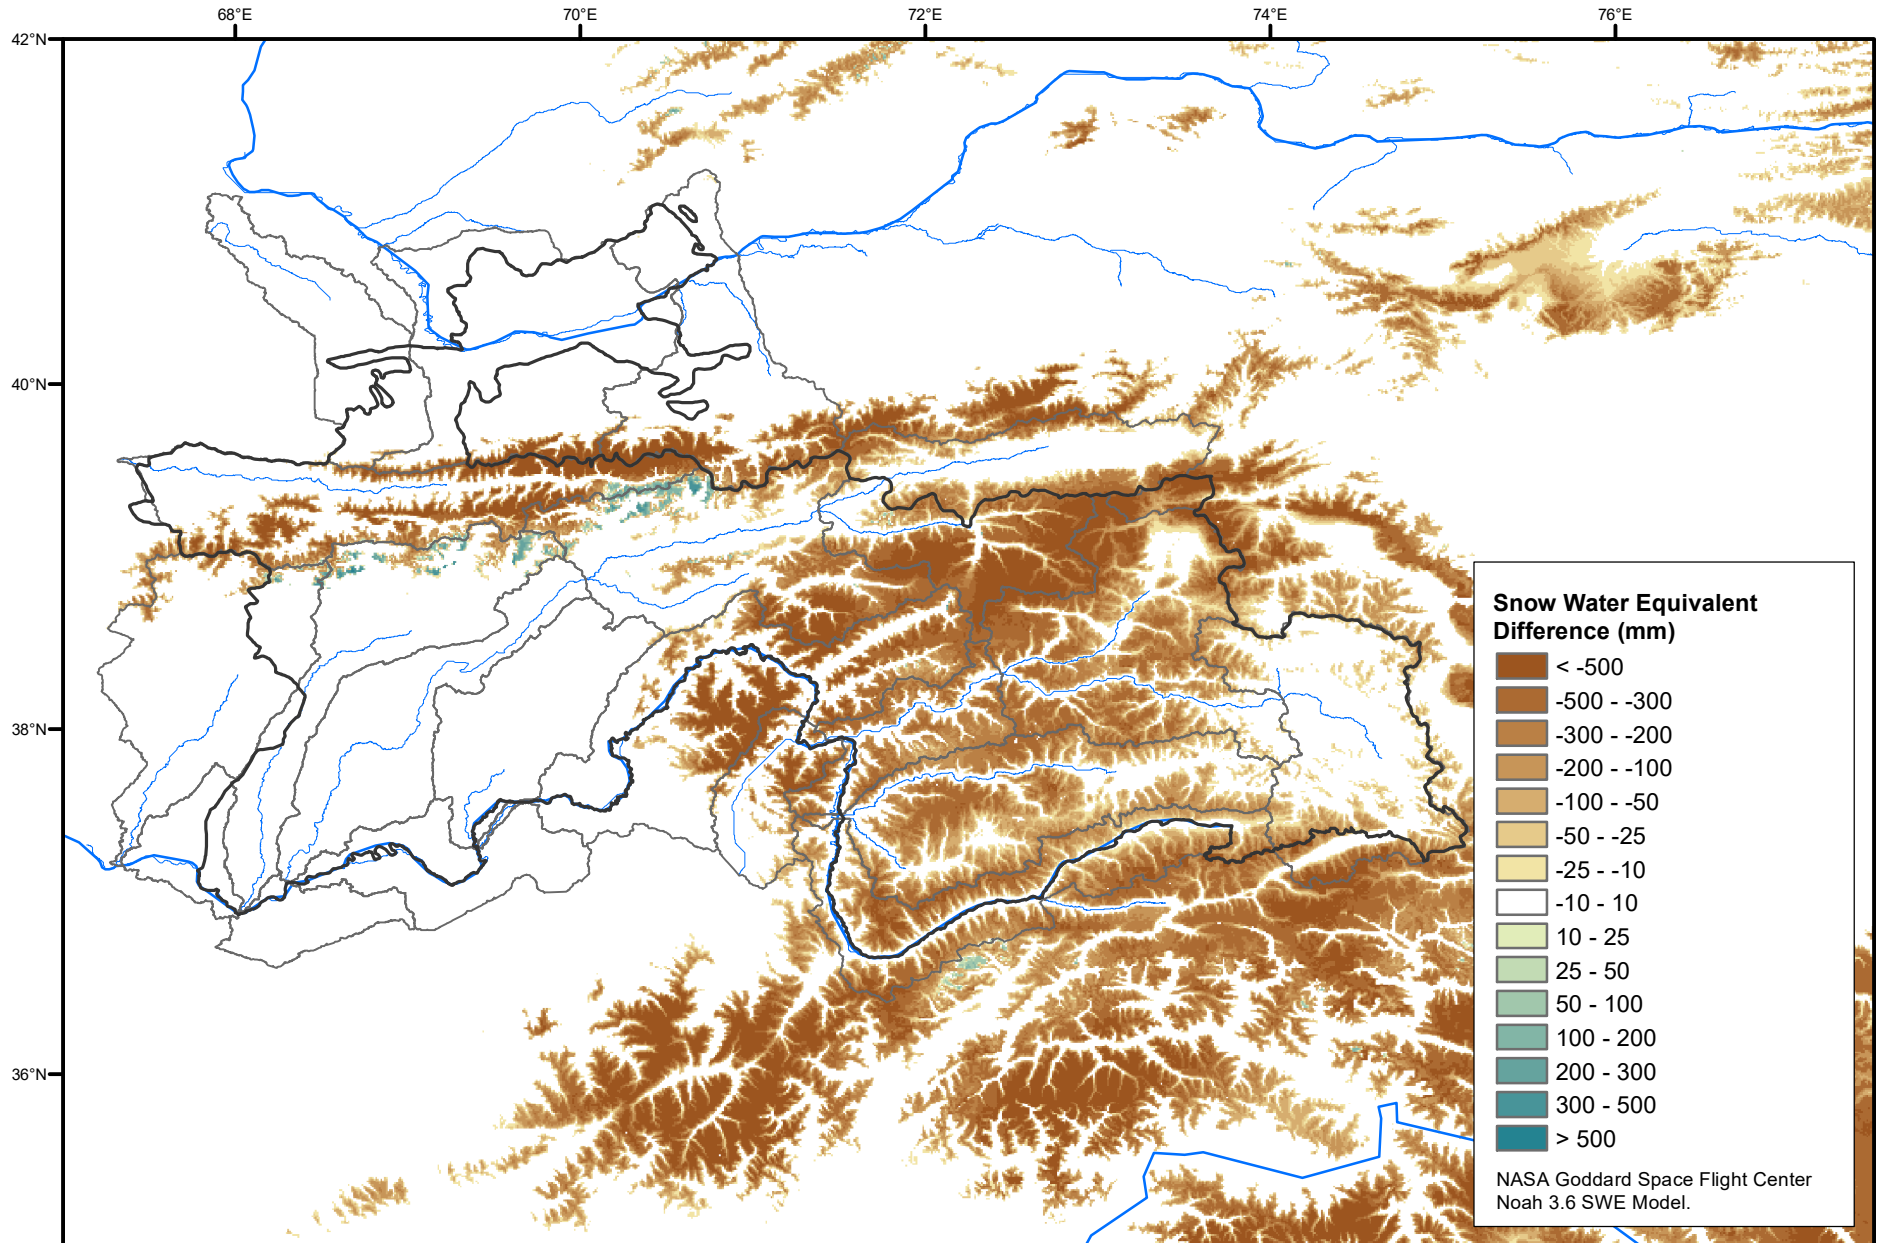 68°E
70°E
72°E
74°E
76°E
42°N
40°N
38°N
36°N
Snow Water Equivalent
Difference (mm)
< -500
-500 - -300
-300 - -200
-200 - -100
-100 - -50
-50 - -25
-25 - -10
-10 - 10
10 - 25
25 - 50
50 - 100
100 - 200
200 - 300
300 - 500
> 500
NASA Goddard Space Flight Center
Noah 3.6 SWE Model.